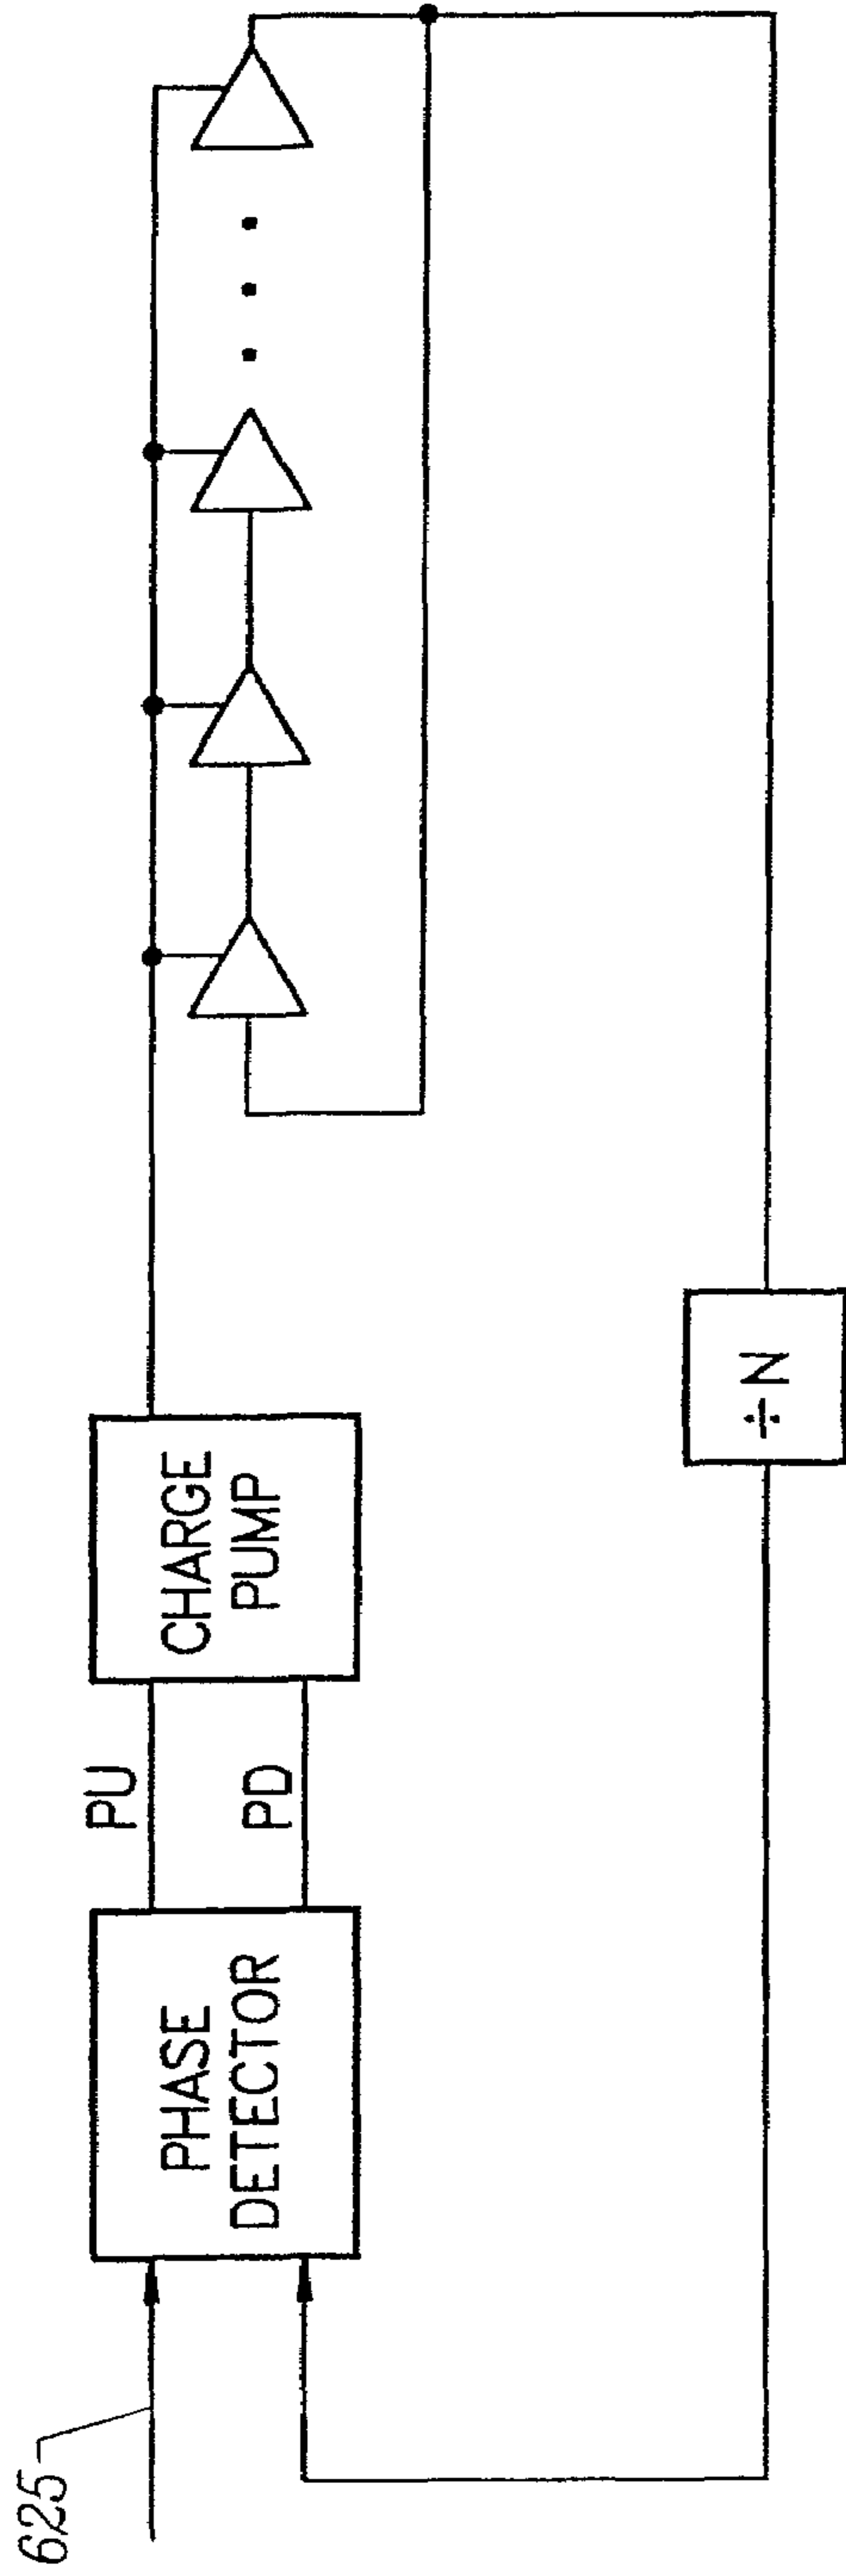 625
PHASE
DETECTOR
PU
PD
CHARGE
PUMP
÷N